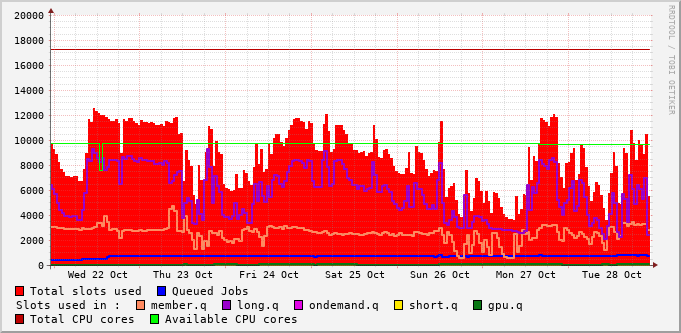 RRDTOOL / TOBI OETIKER
20000
18000
16000
14000
12000
10000
8000
6000
4000
2000
0
Wed 22 Oct Thu 23 Oct Fri 24 Oct Sat 25 Oct Sun 26 Oct Mon 27 Oct Tue 28 Oct
Total slots used Queued Jobs
Slots used in : member.q long.q ondemand.q short.q gpu.q
Total CPU cores Available CPU cores